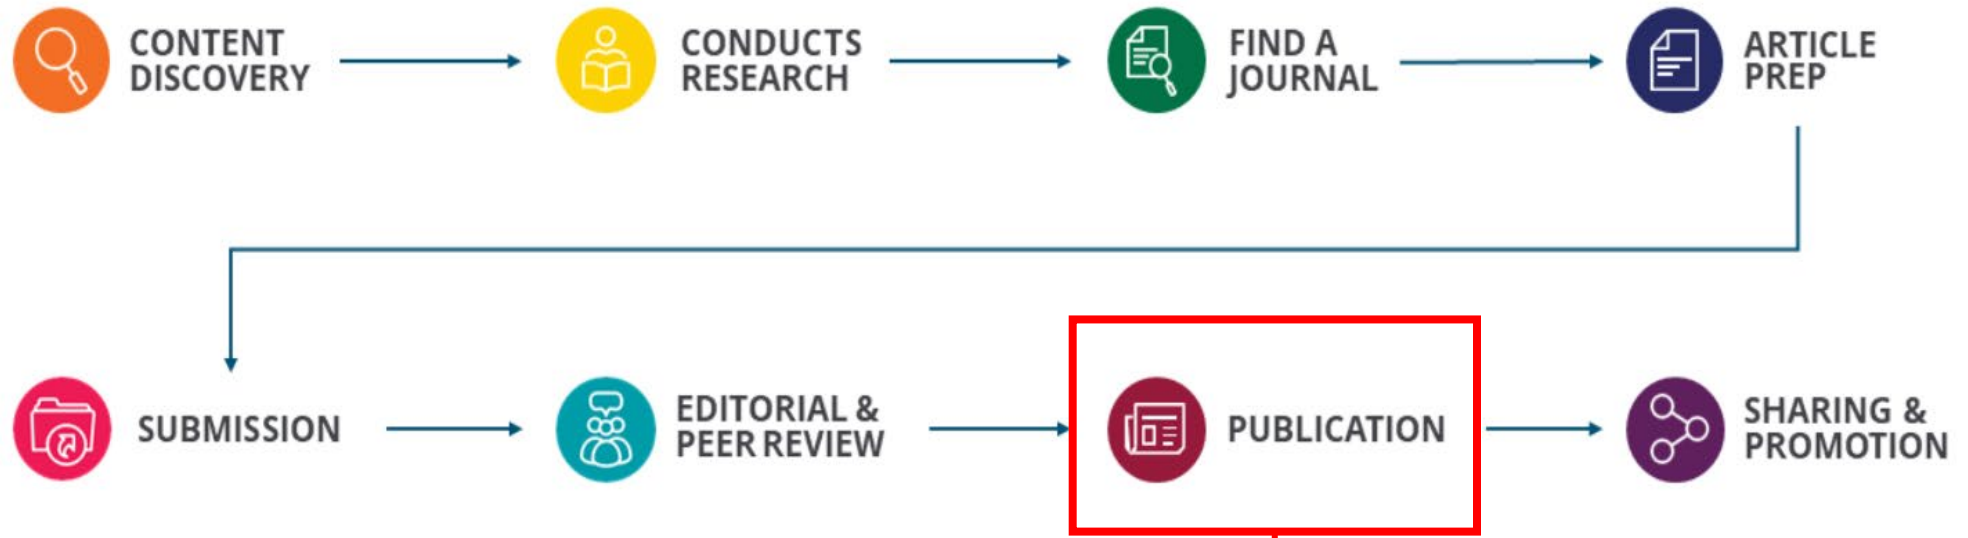 CONTENT
DISCOVERY
CONDUCTS
RESEARCH
FIND A
JOURNAL
ARTICLE
PREP
SUBMISSION
EDITORIAL &
PEER REVIEW
PUBLICATION
SHARING &
PROMOTION